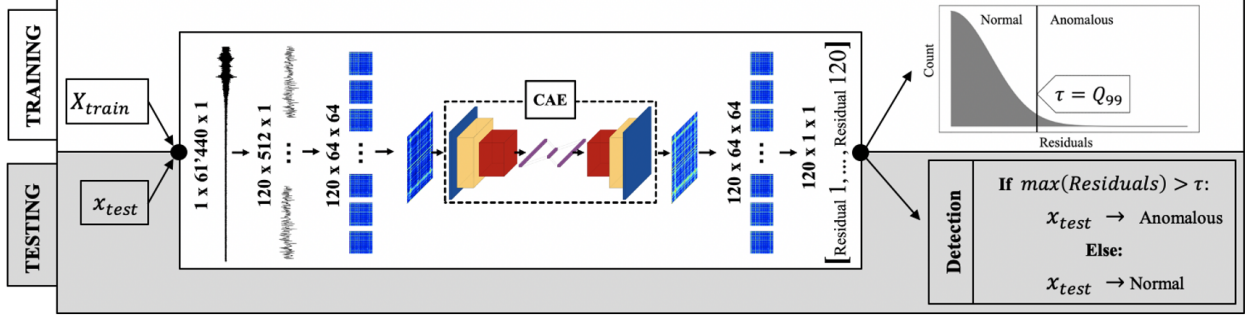 TRAINING
X_train
1 x 61*440 x 1
120 x 512 x 1
...
120 x 64 x 64
...
CAE
120 x 64 x 64
...
120 x 1 x 1
[Residual 1,..., Residual 120]
Count
Normal
Anomalous
τ = Q_99
Residuals
TESTING
x_test
Detection
If max(Residuals) > τ:
x_test → Anomalous
Else:
x_test → Normal